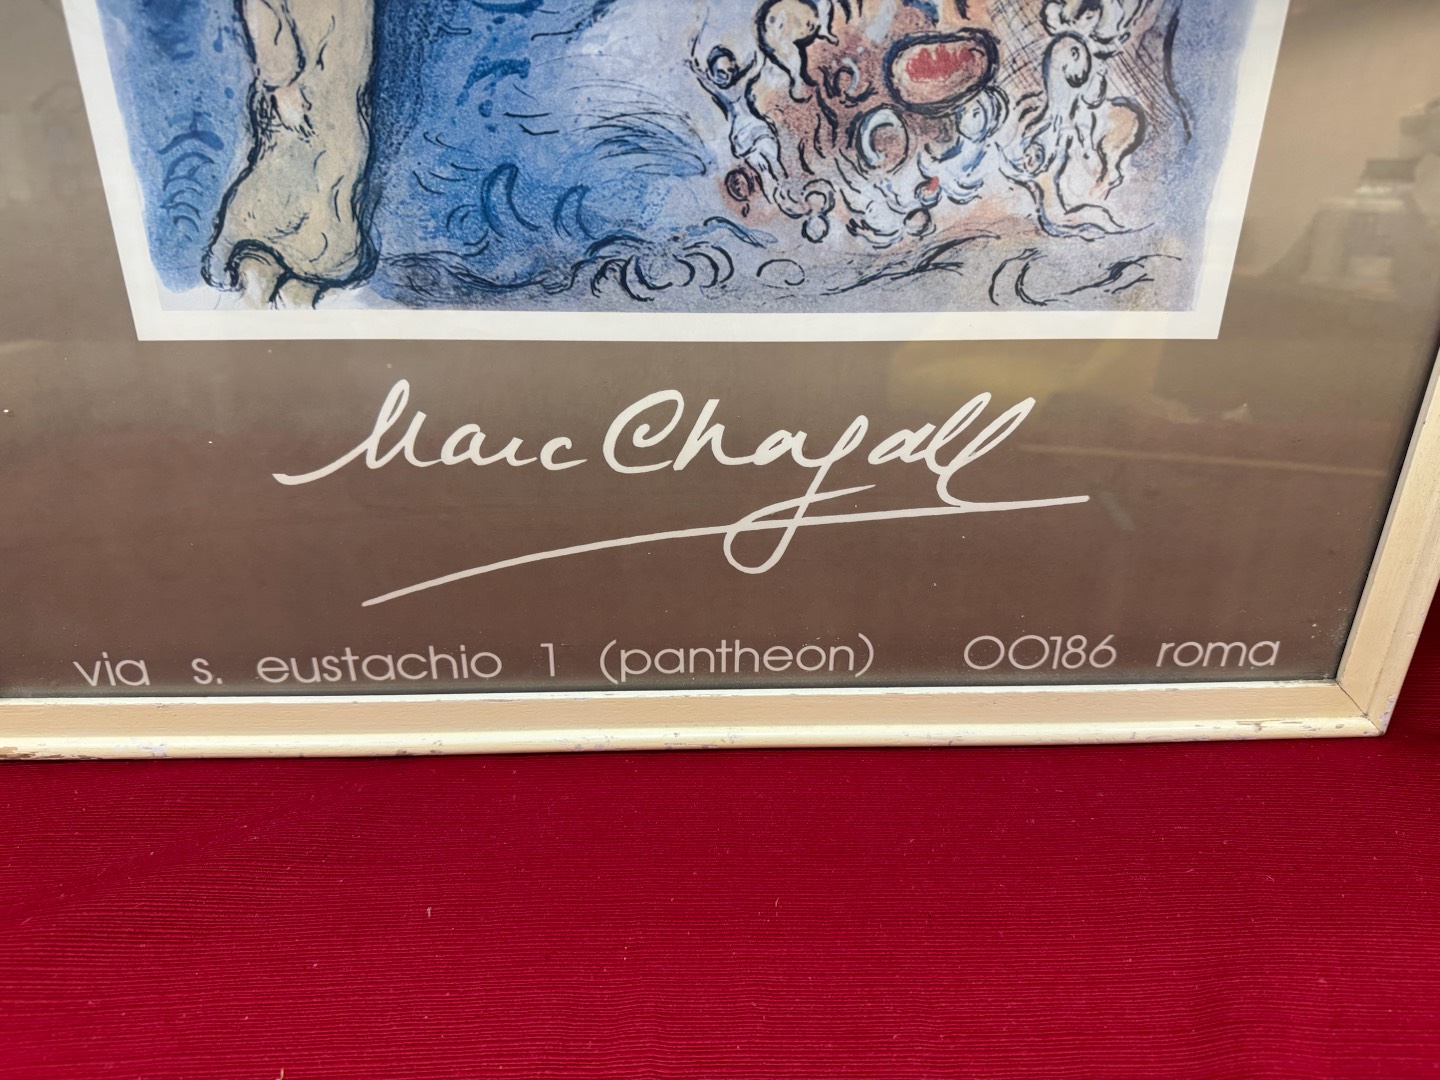 Marc Chagall
via s. eustachio 1 (pantheon) 00186 roma